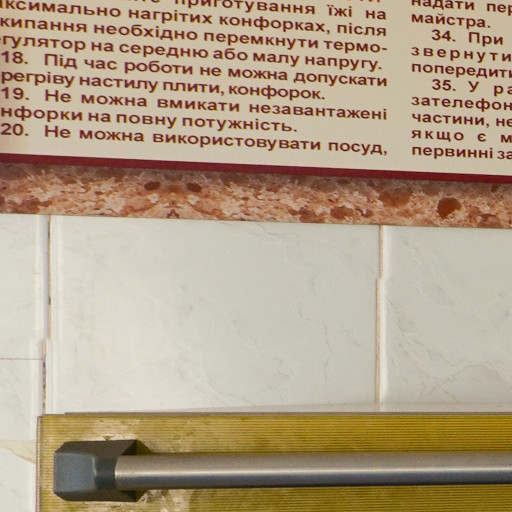 приготування їжі на
максимально нагрітих конфорках, після
кипання необхідно перемкнути термо-
егулятор на середню або малу напругу.
18. Під час роботи не можна допускати
регріву настилу плити, конфорок.
19. Не можна вмикати незавантажені
нфорки на повну потужність.
20. Не можна використовувати посуд,
надати пер
майстра.
34. При
звернути
попередити
35. У ра
зателефон
частини, не
якщо є м
первинні за